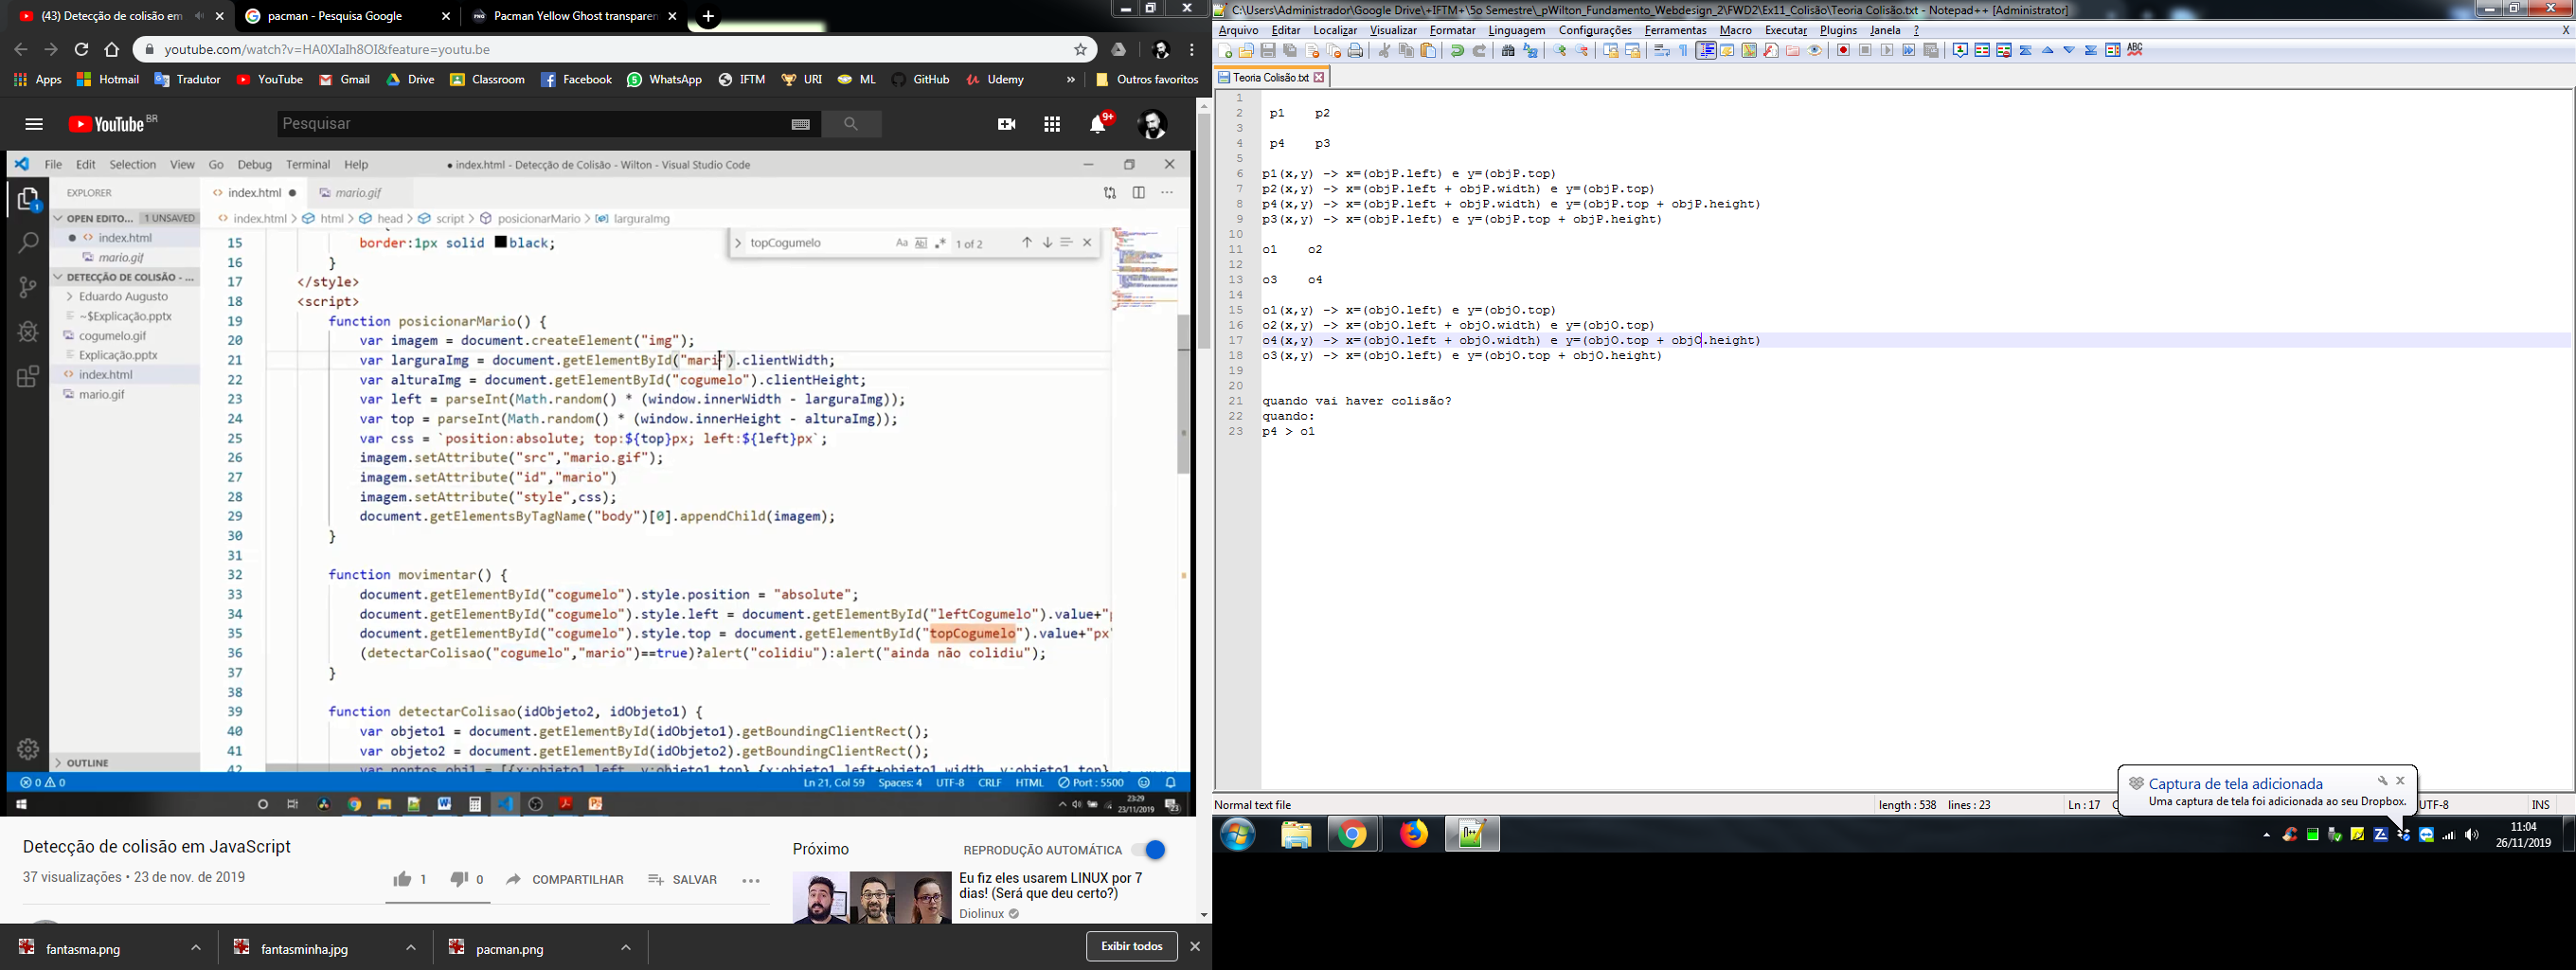 (43) Detecção de colisão em
pacman - Pesquisa Google
Pacman Yellow Ghost transparen
youtube.com/watch?v=HA0XIaIh8OI&feature=youtu.be
Apps
Hotmail
Tradutor
YouTube
Gmail
Drive
Classroom
Facebook
WhatsApp
IFTM
URI
ML
GitHub
Udemy
»
Outros favoritos
YouTube BR
Pesquisar
9+
File Edit Selection View Go Debug Terminal Help
● index.html - Detecção de Colisão - Wilton - Visual Studio Code
EXPLORER
OPEN EDITO... 1 UNSAVED
index.html
mario.gif
DETECÇÃO DE COLISÃO - ...
Eduardo Augusto
~$Explicação.pptx
cogumelo.gif
Explicação.pptx
index.html
mario.gif
OUTLINE
index.html ●
mario.gif
index.html > html > head > script > posicionarMario > larguraImg
topCogumelo
1 of 2
15 border:1px solid black;
16 }
17 </style>
18 <script>
19 function posicionarMario() {
20 var imagem = document.createElement("img");
21 var larguraImg = document.getElementById("mari").clientWidth;
22 var alturaImg = document.getElementById("cogumelo").clientHeight;
23 var left = parseInt(Math.random() * (window.innerWidth - larguraImg));
24 var top = parseInt(Math.random() * (window.innerHeight - alturaImg));
25 var css = `position:absolute; top:${top}px; left:${left}px`;
26 imagem.setAttribute("src","mario.gif");
27 imagem.setAttribute("id","mario")
28 imagem.setAttribute("style",css);
29 document.getElementsByTagName("body")[0].appendChild(imagem);
30 }
31
32 function movimentar() {
33 document.getElementById("cogumelo").style.position = "absolute";
34 document.getElementById("cogumelo").style.left = document.getElementById("leftCogumelo").value+"p
35 document.getElementById("cogumelo").style.top = document.getElementById("topCogumelo").value+"px"
36 (detectarColisao("cogumelo","mario")==true)?alert("colidiu"):alert("ainda não colidiu");
37 }
38
39 function detectarColisao(idObjeto2, idObjeto1) {
40 var objeto1 = document.getElementById(idObjeto1).getBoundingClientRect();
41 var objeto2 = document.getElementById(idObjeto2).getBoundingClientRect();
42 var pontos_obj1 = [{x:objeto1.left, y:objeto1.top},{x:objeto1.left+objeto1.width, y:objeto1.top},
0 0
Ln 21, Col 59 Spaces: 4 UTF-8 CRLF HTML Port : 5500
23:29
23/11/2019
23
Detecção de colisão em JavaScript
37 visualizações • 23 de nov. de 2019
1
0
COMPARTILHAR
SALVAR
Próximo
REPRODUÇÃO AUTOMÁTICA
Eu fiz eles usarem LINUX por 7
dias! (Será que deu certo?)
Diolinux
fantasma.png
fantasminha.jpg
pacman.png
Exibir todos
C:\Users\Administrador\Google Drive\+IFTM+\5o Semestre\_pWilton_Fundamento_Webdesign_2\FWD2\Ex11_Colisão\Teoria Colisão.txt - Notepad++ [Administrator]
Arquivo Editar Localizar Visualizar Formatar Linguagem Configurações Ferramentas Macro Executar Plugins Janela ?
X
Teoria Colisão.txt
1
2 p1 p2
3
4 p4 p3
5
6 p1(x,y) -> x=(objP.left) e y=(objP.top)
7 p2(x,y) -> x=(objP.left + objP.width) e y=(objP.top)
8 p4(x,y) -> x=(objP.left + objP.width) e y=(objP.top + objP.height)
9 p3(x,y) -> x=(objP.left) e y=(objP.top + objP.height)
10
11 o1 o2
12
13 o3 o4
14
15 o1(x,y) -> x=(objO.left) e y=(objO.top)
16 o2(x,y) -> x=(objO.left + objO.width) e y=(objO.top)
17 o4(x,y) -> x=(objO.left + objO.width) e y=(objO.top + objO.height)
18 o3(x,y) -> x=(objO.left) e y=(objO.top + objO.height)
19
20
21 quando vai haver colisão?
22 quando:
23 p4 > o1
Captura de tela adicionada
Uma captura de tela foi adicionada ao seu Dropbox.
Normal text file
length : 538 lines : 23
Ln : 17
UTF-8
INS
11:04
26/11/2019